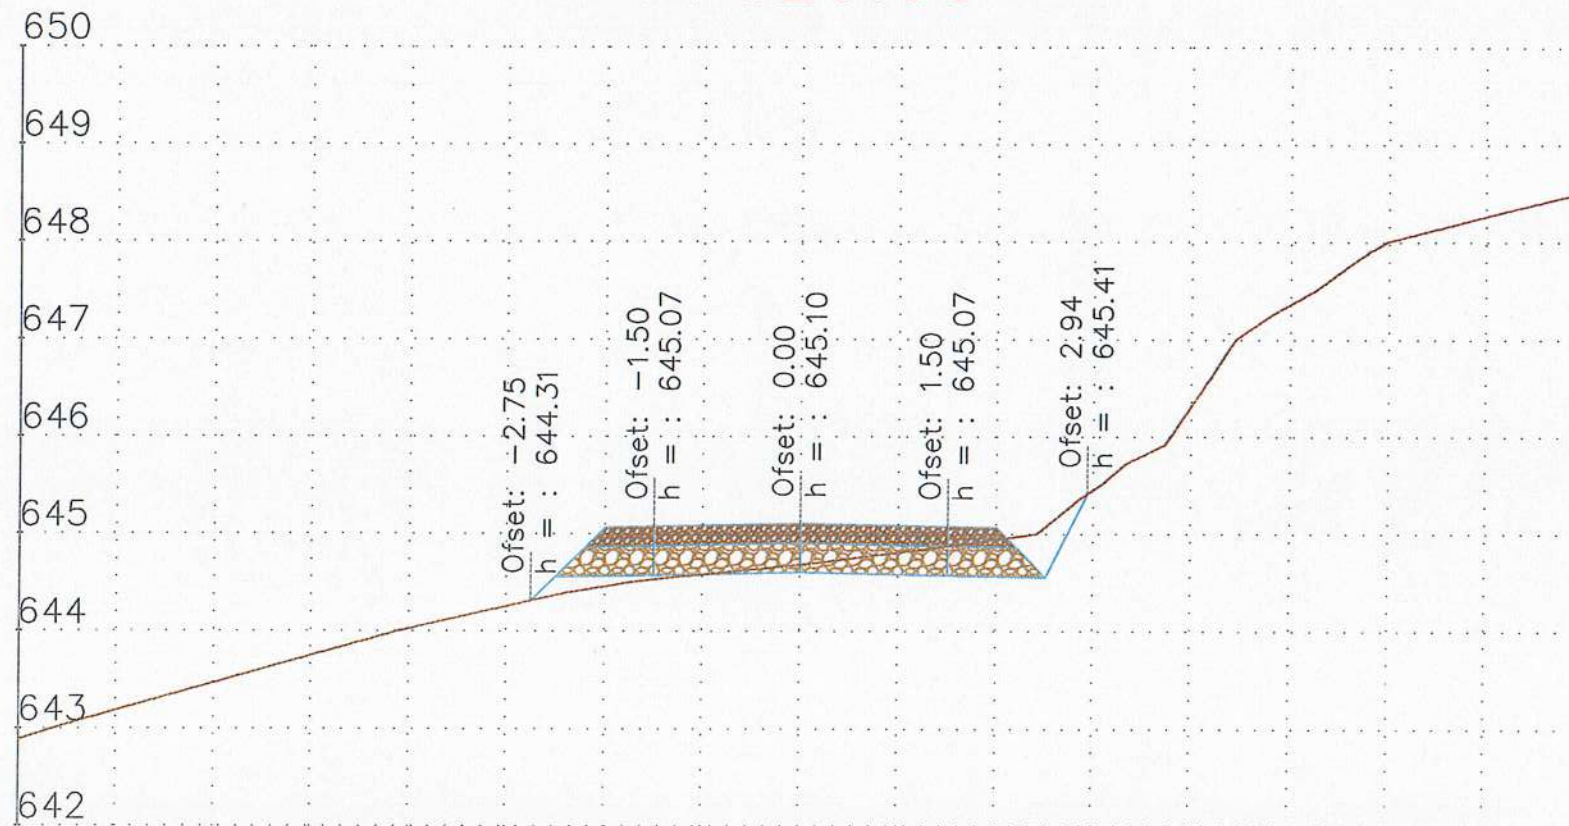 650
649
648
647
646
645
644
643
642
Ofset: -2.75
h = : 644.31
Ofset: -1.50
h = : 645.07
Ofset: 0.00
h = : 645.10
Ofset: 1.50
h = : 645.07
Ofset: 2.94
h = : 645.41